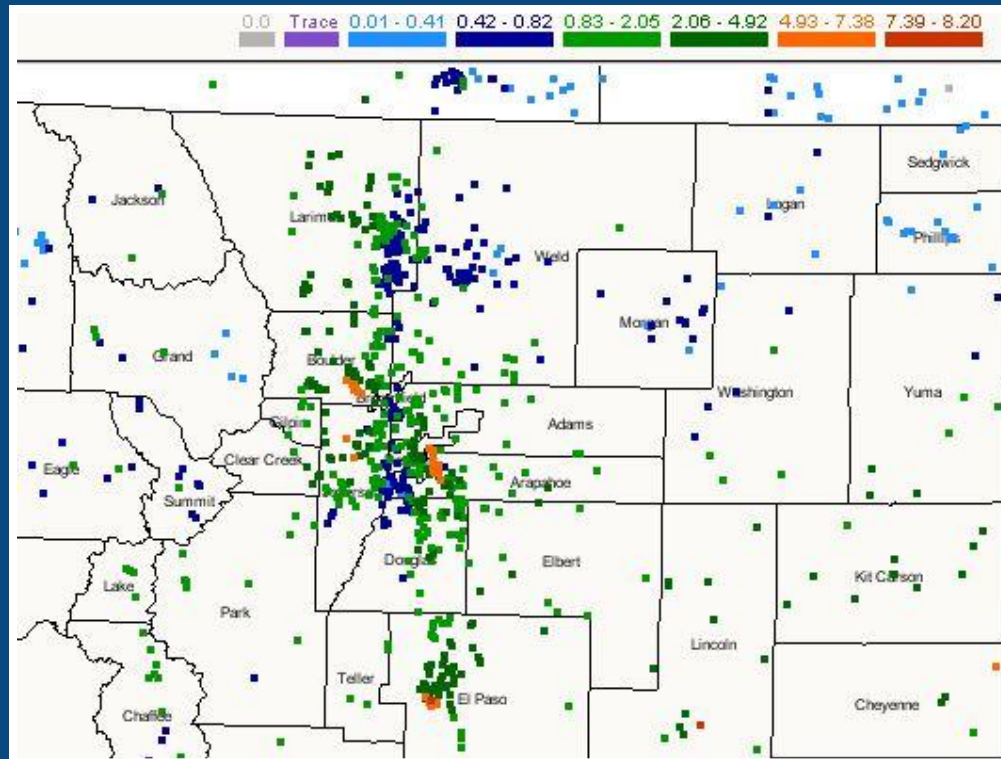 0.0 Trace 0.01 - 0.41 0.42 - 0.82 0.83 - 2.05 2.06 - 4.92 4.93 - 7.38 7.39 - 8.20
Sedgwick
Jackson
Logan
Larimer
Phillips
Weld
Morgan
Grand
Boulder
Washington
Yuma
Broomfield
Gilpin
Adams
Clear Creek
Eagle
Arapahoe
Jefferson
Summit
Douglas
Elbert
Kit Carson
Lake
Park
Lincoln
Teller
El Paso
Cheyenne
Chaffee